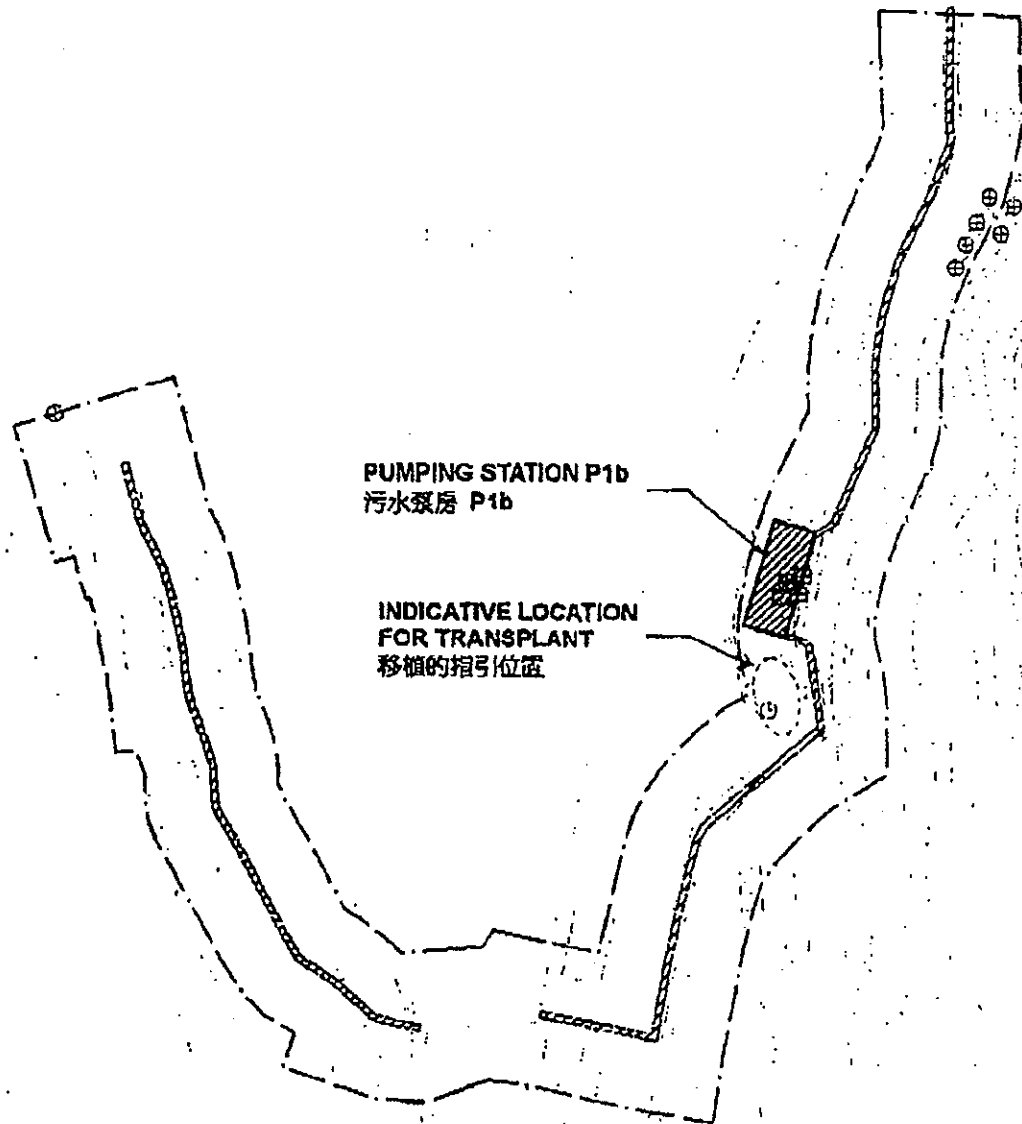 PUMPING STATION P1b
污水泵房 P1b
INDICATIVE LOCATION
FOR TRANSPLANT
移植的指引位置